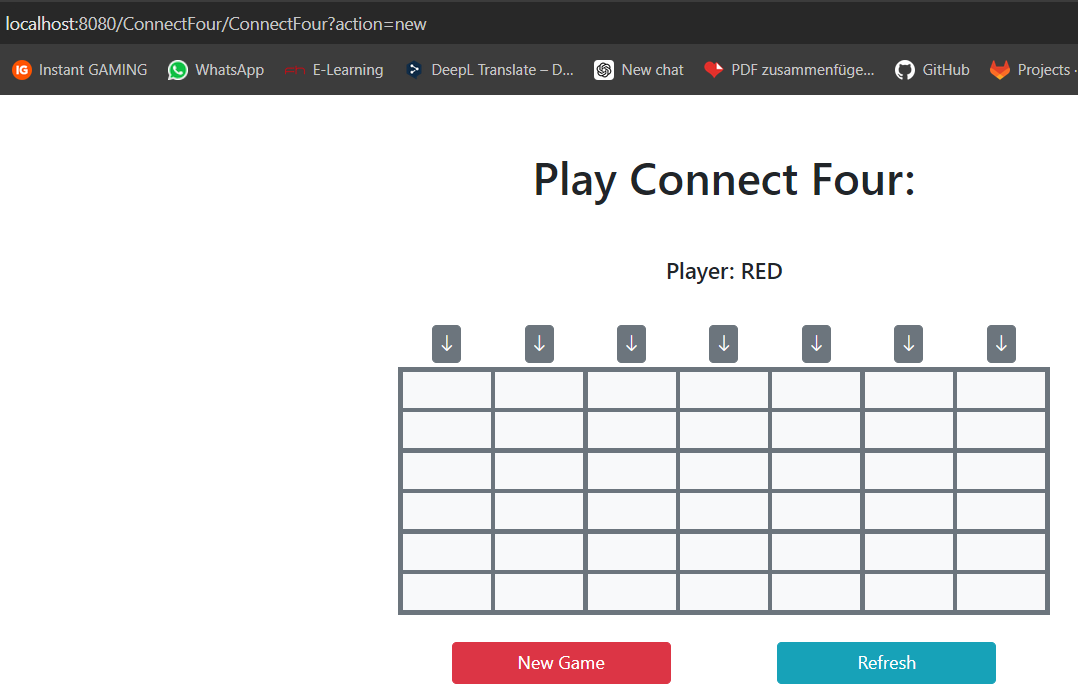 localhost:8080/ConnectFour/ConnectFour?action=new
IG Instant GAMING WhatsApp E-Learning DeepL Translate – D... New chat PDF zusammenfüge... GitHub Projects ·
Play Connect Four:
Player: RED
↓ ↓ ↓ ↓ ↓ ↓ ↓
New Game Refresh